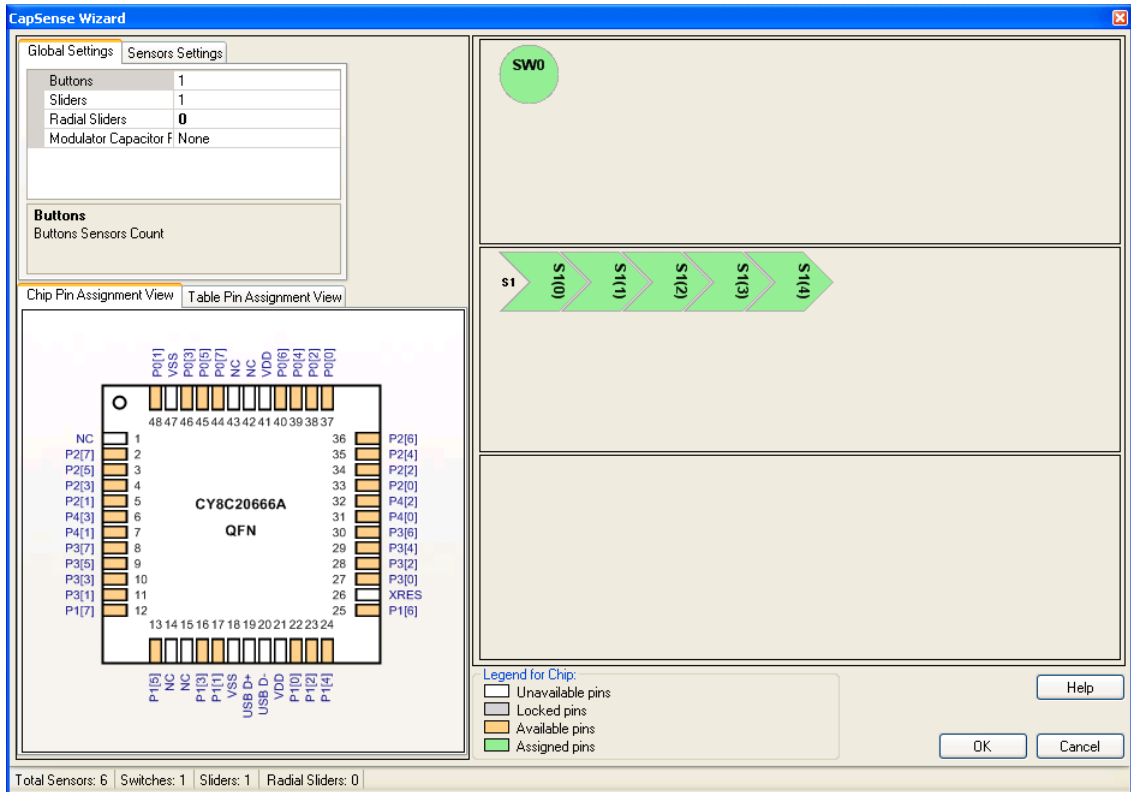 CapSense Wizard
Global Settings
Sensors Settings
Buttons 1
Sliders 1
Radial Sliders 0
Modulator Capacitor P None
Buttons
Buttons Sensors Count
Chip Pin Assignment View
Table Pin Assignment View
P0[1] VSS P0[3] P0[5] P0[7] NC NC VDD P0[6] P0[4] P0[2] P0[0]
48 47 46 45 44 43 42 41 40 39 38 37
NC 1 36 P2[6]
P2[7] 2 35 P2[4]
P2[5] 3 34 P2[2]
P2[3] 4 33 P2[0]
P2[1] 5 32 P4[2]
P4[3] 6 31 P4[0]
P4[1] 7 30 P3[6]
P3[7] 8 29 P3[4]
P3[5] 9 28 P3[2]
P3[3] 10 27 P3[0]
P3[1] 11 26 XRES
P1[7] 12 25 P1[6]
CY8C20666A
QFN
13 14 15 16 17 18 19 20 21 22 23 24
P1[5] NC NC P1[3] P1[1] VSS USB D+ USB D- VDD P1[0] P1[2] P1[4]
SW0
S1 S1(0) S1(1) S1(2) S1(3) S1(4)
Legend for Chip:
Unavailable pins
Locked pins
Available pins
Assigned pins
Help
OK
Cancel
Total Sensors: 6 Switches: 1 Sliders: 1 Radial Sliders: 0